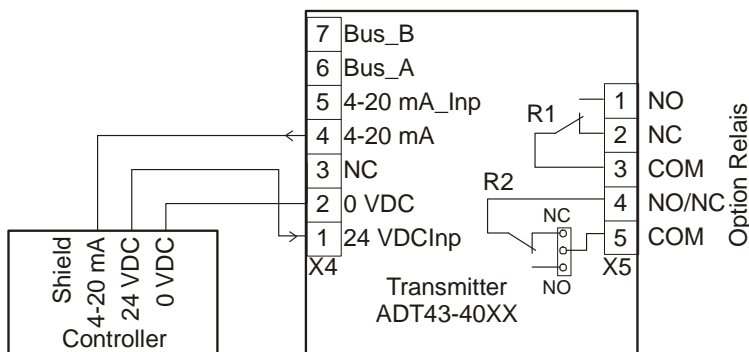 7 Bus_B
6 Bus_A
5 4-20 mA_Inp
4 4-20 mA
3 NC
2 0 VDC
1 24 VDCInp
X4
Shield
4-20 mA
24 VDC
0 VDC
Controller
R1
R2
NC
NO
1 NO
2 NC
3 COM
4 NO/NC
5 COM
X5
Option Relais
Transmitter
ADT43-40XX